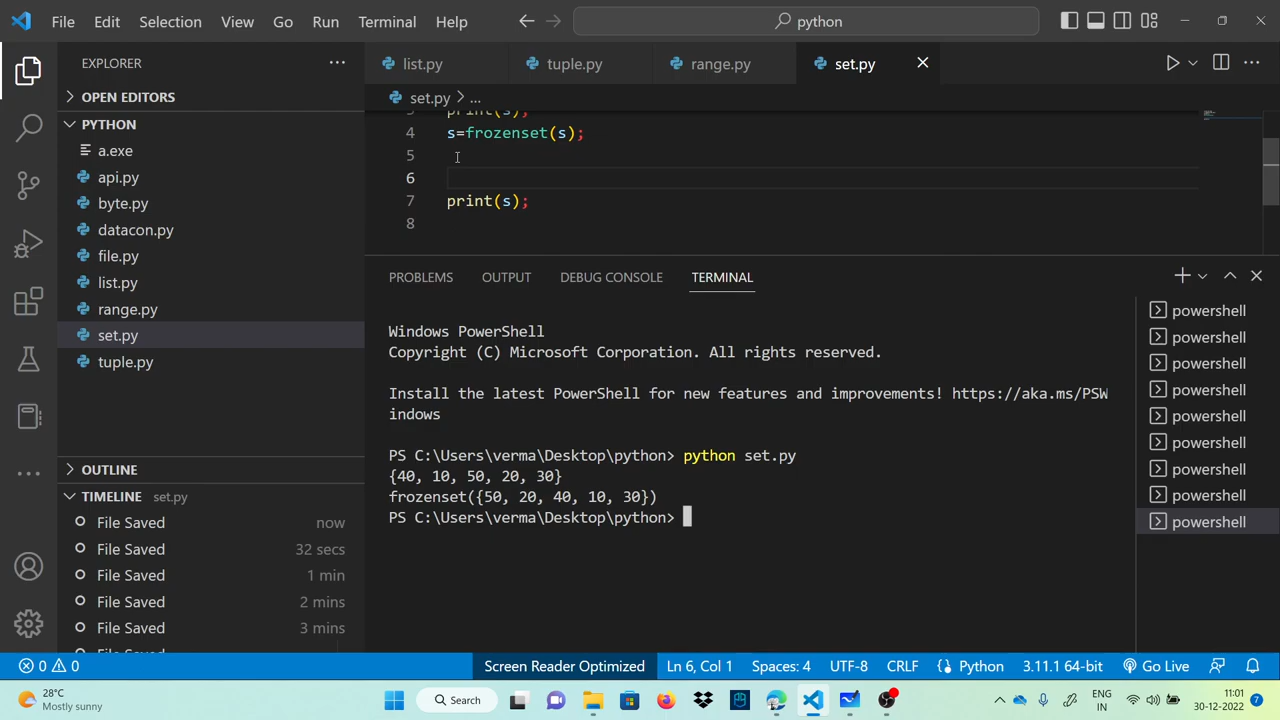 File Edit Selection View Go Run Terminal Help
python
EXPLORER
list.py
tuple.py
range.py
set.py
OPEN EDITORS
set.py > ...
PYTHON
a.exe
api.py
byte.py
datacon.py
file.py
list.py
range.py
set.py
tuple.py
3 print(s);
4 s=frozenset(s);
5
6
7 print(s);
8
PROBLEMS OUTPUT DEBUG CONSOLE TERMINAL
Windows PowerShell
Copyright (C) Microsoft Corporation. All rights reserved.
Install the latest PowerShell for new features and improvements! https://aka.ms/PSW
indows
PS C:\Users\verma\Desktop\python> python set.py
{40, 10, 50, 20, 30}
frozenset({50, 20, 40, 10, 30})
PS C:\Users\verma\Desktop\python>
powershell
powershell
powershell
powershell
powershell
powershell
powershell
powershell
powershell
OUTLINE
TIMELINE set.py
File Saved now
File Saved 32 secs
File Saved 1 min
File Saved 2 mins
File Saved 3 mins
0 0
Screen Reader Optimized Ln 6, Col 1 Spaces: 4 UTF-8 CRLF Python 3.11.1 64-bit Go Live
28°C
Mostly sunny
Search
ENG
IN
11:01
30-12-2022
7